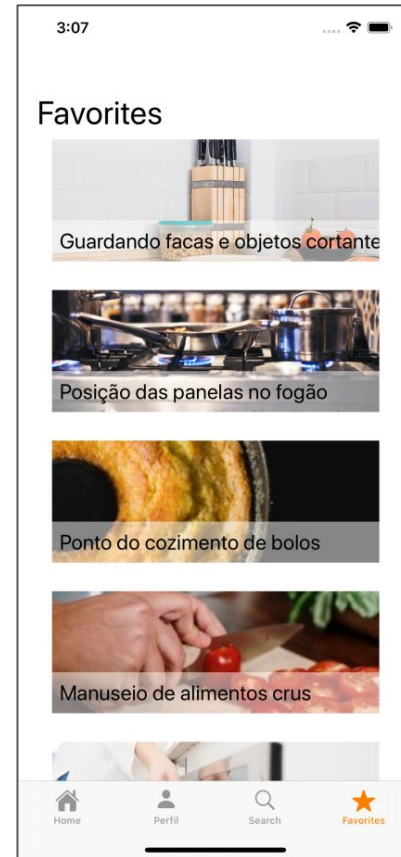 3:07
Favorites
Guardando facas e objetos cortante
Posição das panelas no fogão
Ponto do cozimento de bolos
Manuseio de alimentos crus
Home
Perfil
Search
Favorites